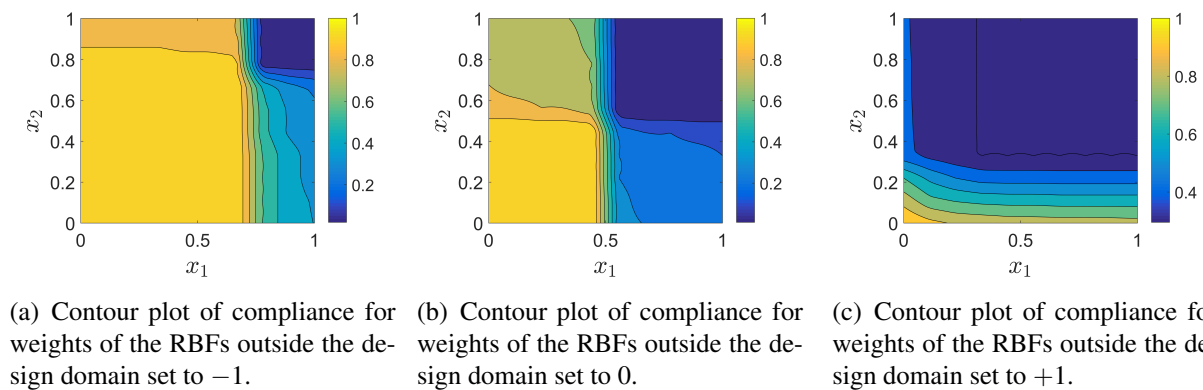 1
0.8
0.6
0.4
0.2
0
x₂
0
0.5
1
x₁
1
0.8
0.6
0.4
0.2
(a) Contour plot of compliance for
weights of the RBFs outside the de-
sign domain set to −1.
1
0.8
0.6
0.4
0.2
0
x₂
0
0.5
1
x₁
1
0.8
0.6
0.4
0.2
(b) Contour plot of compliance for
weights of the RBFs outside the de-
sign domain set to 0.
1
0.8
0.6
0.4
0.2
0
x₂
0
0.5
1
x₁
1
0.8
0.6
0.4
(c) Contour plot of compliance fo
weights of the RBFs outside the de
sign domain set to +1.